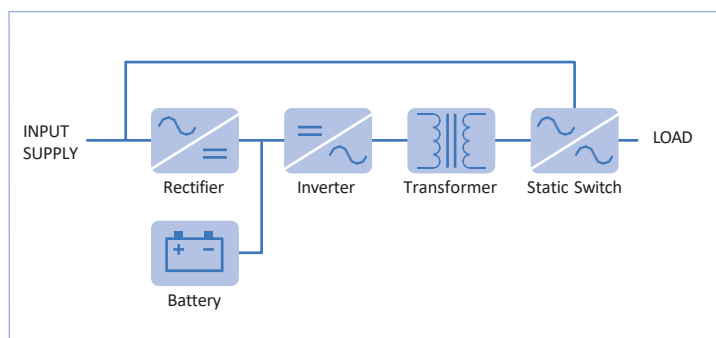 INPUT
SUPPLY
LOAD
Rectifier
Inverter
Transformer
Static Switch
Battery